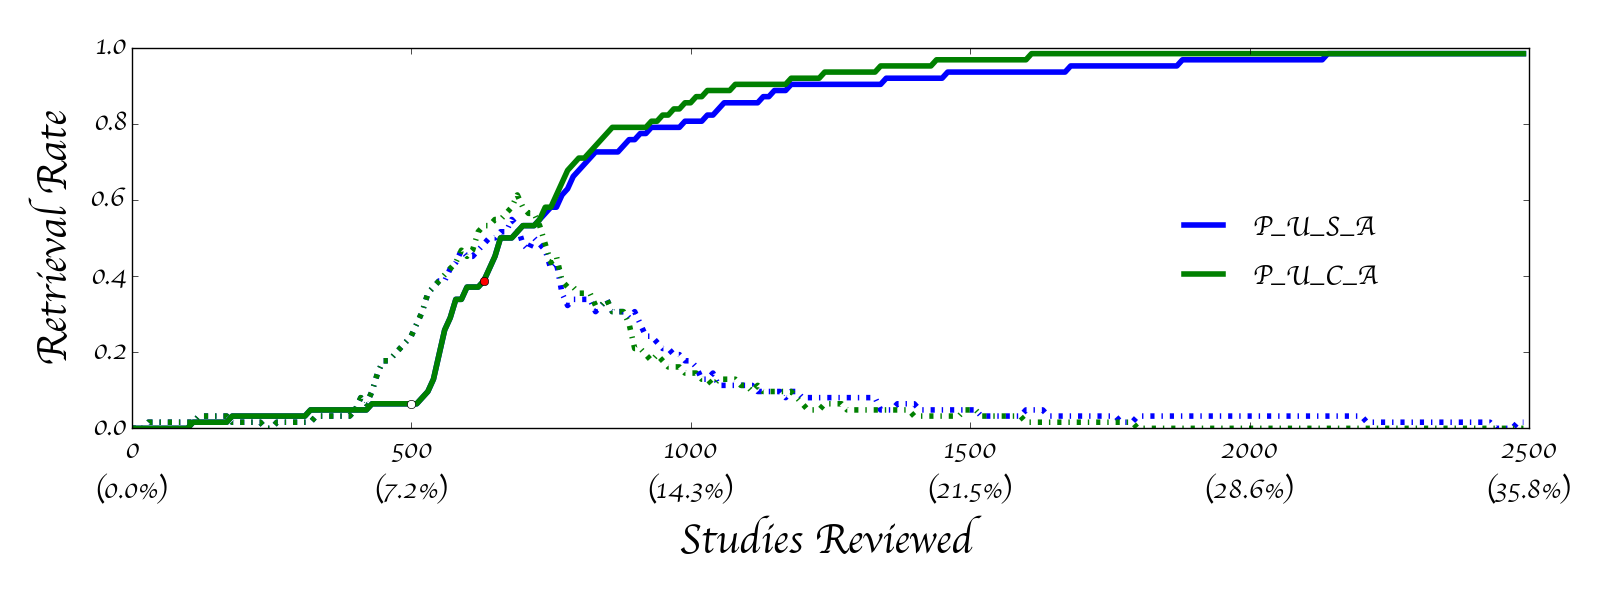 1.0
0.8
0.6
0.4
0.2
0.0
Retrieval Rate
P_U_S_A
P_U_C_A
0 500 1000 1500 2000 2500
(0.0%) (7.2%) (14.3%) (21.5%) (28.6%) (35.8%)
Studies Reviewed